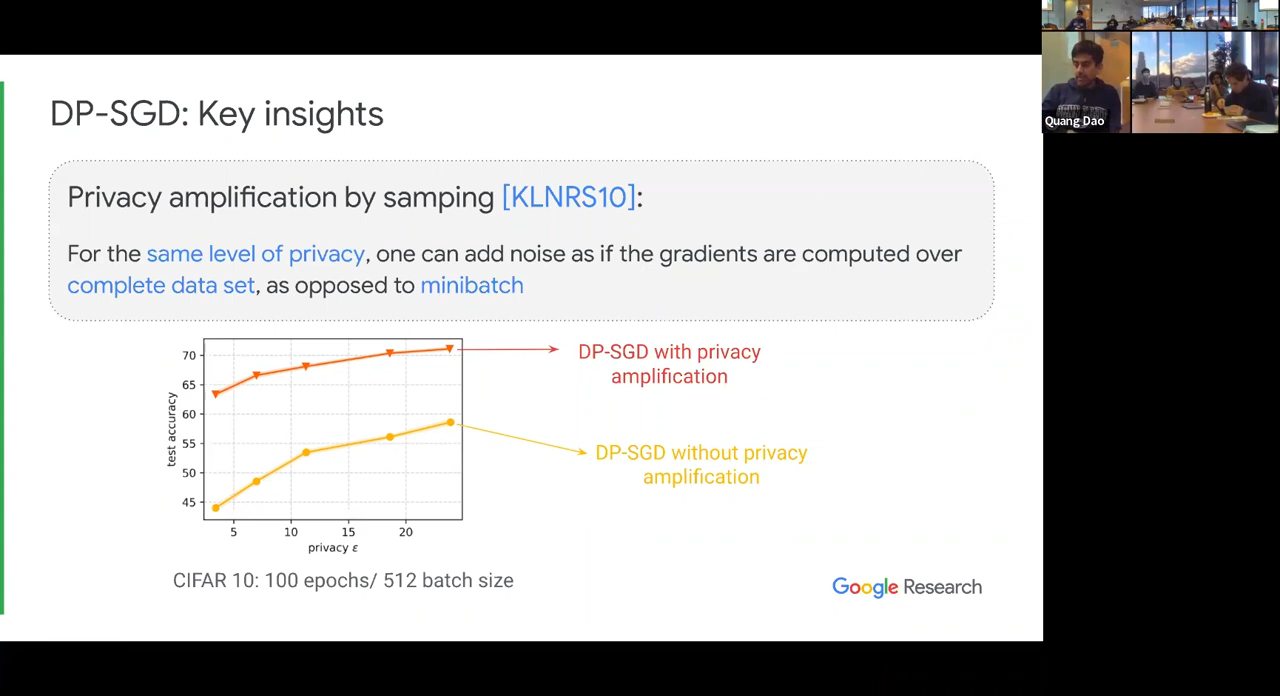 DP-SGD: Key insights
Privacy amplification by samping [KLNRS10]:
For the same level of privacy, one can add noise as if the gradients are computed over
complete data set, as opposed to minibatch
70
65
60
55
50
45
test accuracy
5 10 15 20
privacy ε
DP-SGD with privacy
amplification
DP-SGD without privacy
amplification
CIFAR 10: 100 epochs/ 512 batch size
Google Research
Quang Dao